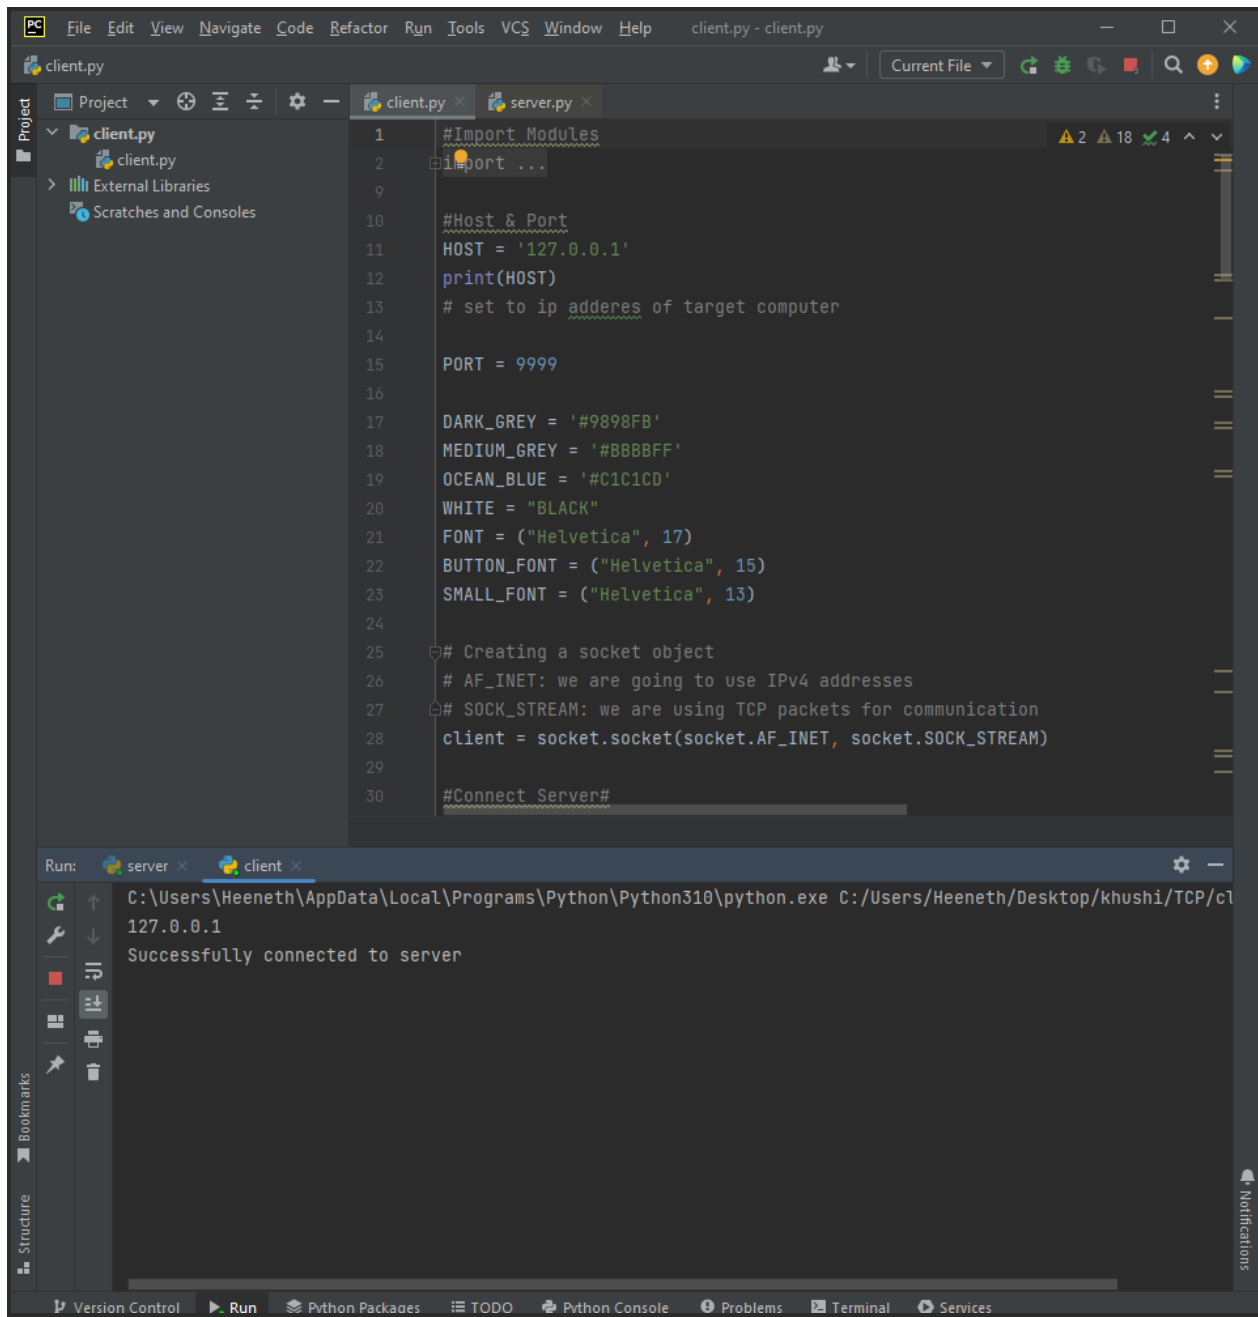 PC File Edit View Navigate Code Refactor Run Tools VCS Window Help client.py - client.py
client.py Current File
Project client.py server.py
Project
client.py
client.py
External Libraries
Scratches and Consoles
2 18 4
1 #Import Modules
2 import ...
9
10 #Host & Port
11 HOST = '127.0.0.1'
12 print(HOST)
13 # set to ip adderes of target computer
14
15 PORT = 9999
16
17 DARK_GREY = '#9898FB'
18 MEDIUM_GREY = '#BBBBFF'
19 OCEAN_BLUE = '#C1C1CD'
20 WHITE = "BLACK"
21 FONT = ("Helvetica", 17)
22 BUTTON_FONT = ("Helvetica", 15)
23 SMALL_FONT = ("Helvetica", 13)
24
25 # Creating a socket object
26 # AF_INET: we are going to use IPv4 addresses
27 # SOCK_STREAM: we are using TCP packets for communication
28 client = socket.socket(socket.AF_INET, socket.SOCK_STREAM)
29
30 #Connect Server#
Run: server client
C:\Users\Heeneth\AppData\Local\Programs\Python\Python310\python.exe C:/Users/Heeneth/Desktop/khushi/TCP/cl
127.0.0.1
Successfully connected to server
Bookmarks
Structure
Notifications
Version Control Run Python Packages TODO Python Console Problems Terminal Services